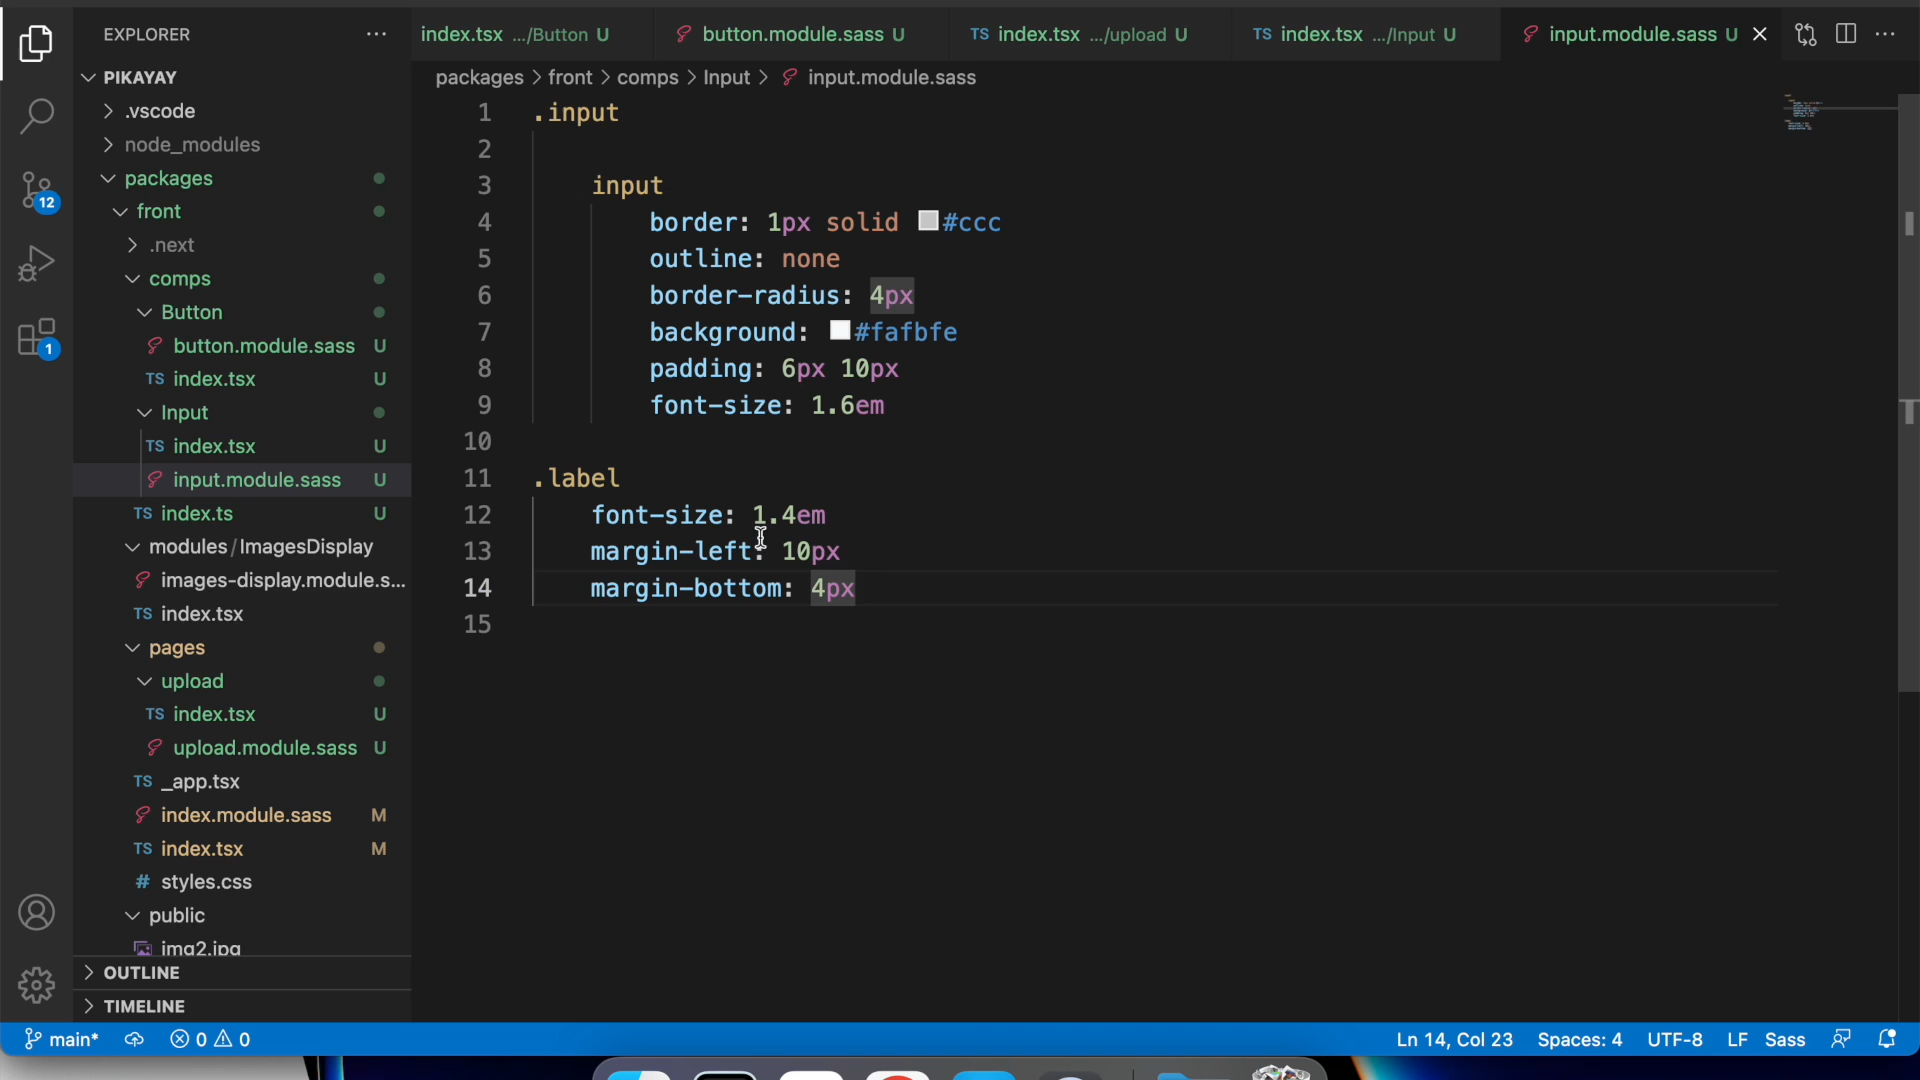 EXPLORER
PIKAYAY
.vscode
node_modules
packages
front
.next
comps
Button
button.module.sass U
TS index.tsx U
Input
TS index.tsx U
input.module.sass U
TS index.ts U
modules / ImagesDisplay
images-display.module.s...
TS index.tsx
pages
upload
TS index.tsx U
upload.module.sass U
TS _app.tsx
index.module.sass M
TS index.tsx M
# styles.css
public
img2.jpg
OUTLINE
TIMELINE
12
1
index.tsx .../Button U
button.module.sass U
TS index.tsx .../upload U
TS index.tsx .../Input U
input.module.sass U
packages > front > comps > Input > input.module.sass
1 .input
2
3 input
4 border: 1px solid #ccc
5 outline: none
6 border-radius: 4px
7 background: #fafbfe
8 padding: 6px 10px
9 font-size: 1.6em
10
11 .label
12 font-size: 1.4em
13 margin-left: 10px
14 margin-bottom: 4px
15
main* 0 0 Ln 14, Col 23 Spaces: 4 UTF-8 LF Sass